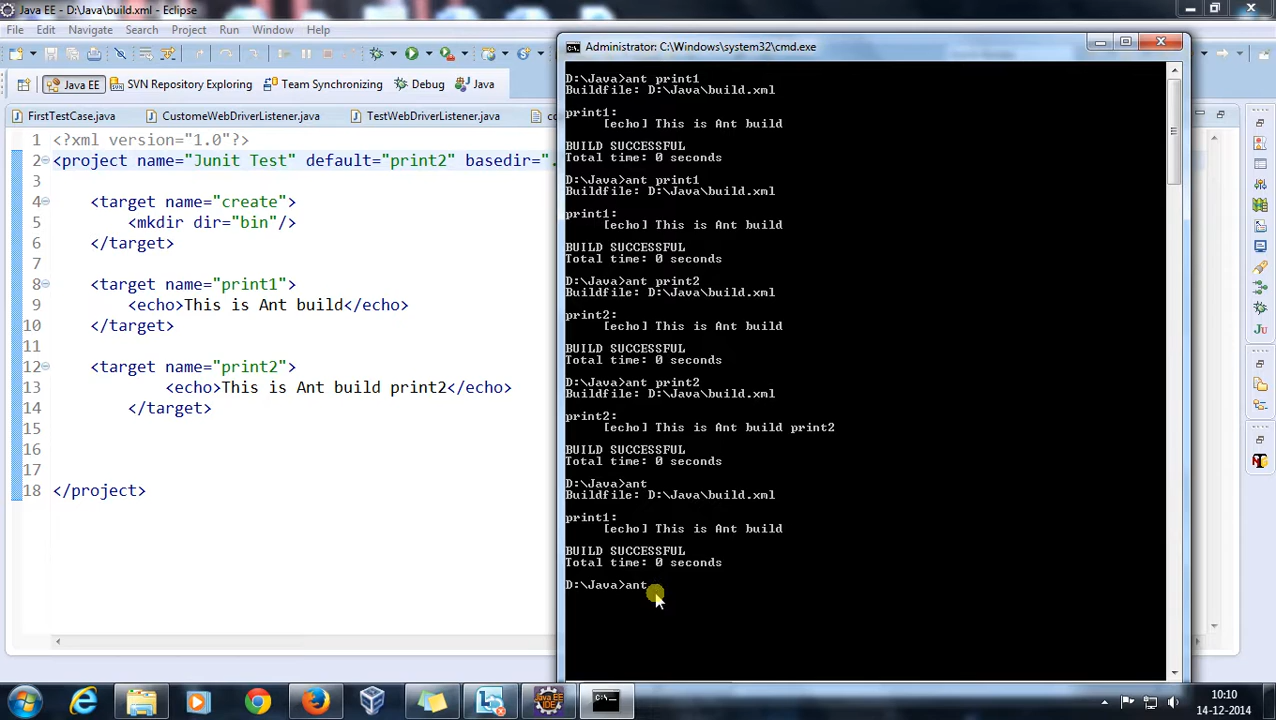 Java EE - D:\Java\build.xml - Eclipse
File Edit Navigate Search Project Run Window Help
Java EE SVN Repository Exploring Team Synchronizing Debug Java
FirstTestCase.java CustomeWebDriverListener.java TestWebDriverListener.java co
1 <?xml version="1.0"?>
2 <project name="Junit Test" default="print2" basedir=".
3
4 <target name="create">
5 <mkdir dir="bin"/>
6 </target>
7
8 <target name="print1">
9 <echo>This is Ant build</echo>
10 </target>
11
12 <target name="print2">
13 <echo>This is Ant build print2</echo>
14 </target>
15
16
17
18 </project>
Administrator: C:\Windows\system32\cmd.exe
D:\Java>ant print1
Buildfile: D:\Java\build.xml
print1:
[echo] This is Ant build
BUILD SUCCESSFUL
Total time: 0 seconds
D:\Java>ant print1
Buildfile: D:\Java\build.xml
print1:
[echo] This is Ant build
BUILD SUCCESSFUL
Total time: 0 seconds
D:\Java>ant print2
Buildfile: D:\Java\build.xml
print2:
[echo] This is Ant build
BUILD SUCCESSFUL
Total time: 0 seconds
D:\Java>ant print2
Buildfile: D:\Java\build.xml
print2:
[echo] This is Ant build print2
BUILD SUCCESSFUL
Total time: 0 seconds
D:\Java>ant
Buildfile: D:\Java\build.xml
print1:
[echo] This is Ant build
BUILD SUCCESSFUL
Total time: 0 seconds
D:\Java>ant
10:10
14-12-2014